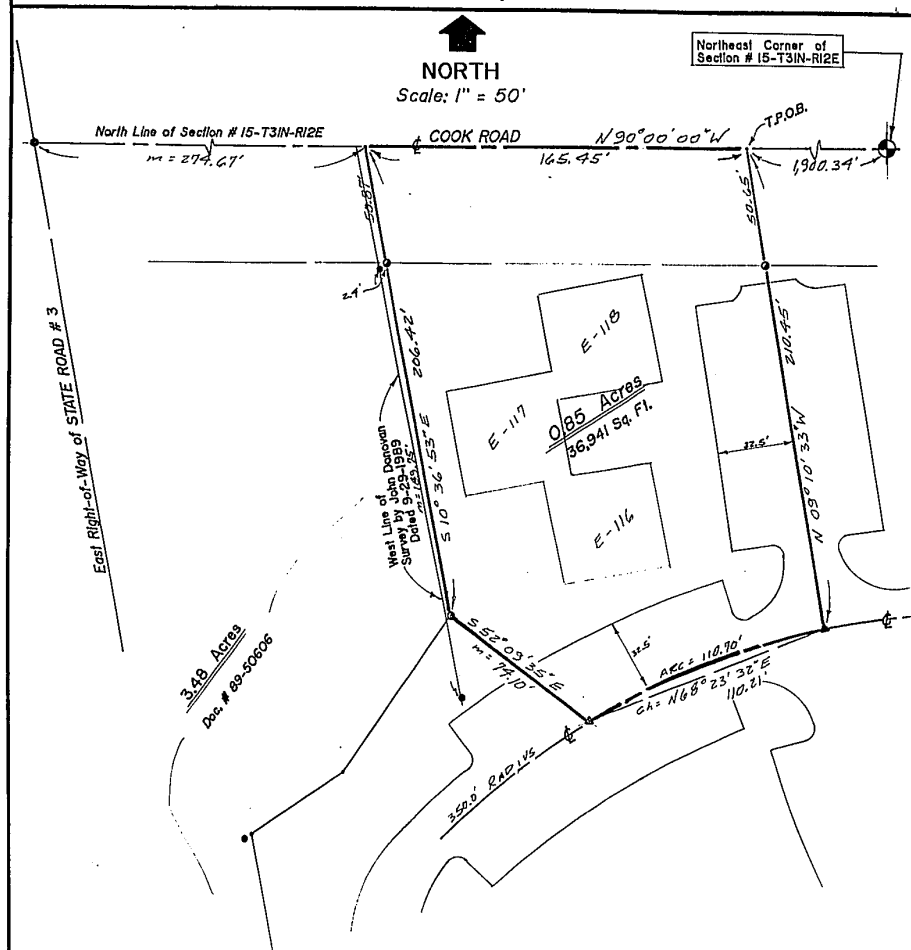 NORTH
Scale: 1" = 50'
Northeast Corner of
Section # 15-T31N-R12E
T.P.O.B.
North Line of Section # 15-T31N-R12E
m = 274.67'
℄ COOK ROAD
N 90° 00' 00" W
165.45'
1,900.34'
50.87'
50.65'
2.4'
East Right-of-Way of STATE ROAD # 3
206.42'
S 10° 36' 53" E
West Line of
Survey by John Donovan
Dated 9-29-1989
m = 149.25'
E-118
E-117
E-116
0.85 Acres
36,941 Sq. Ft.
210.45'
N 09° 10' 33" W
32.5'
3.48 Acres
Doc. # 89-50606
S 52° 03' 35" E
m = 74.10'
32.5'
ARC = 110.70'
Ch = N 68° 23' 32" E
110.21'
℄
℄
350.0' RADIUS